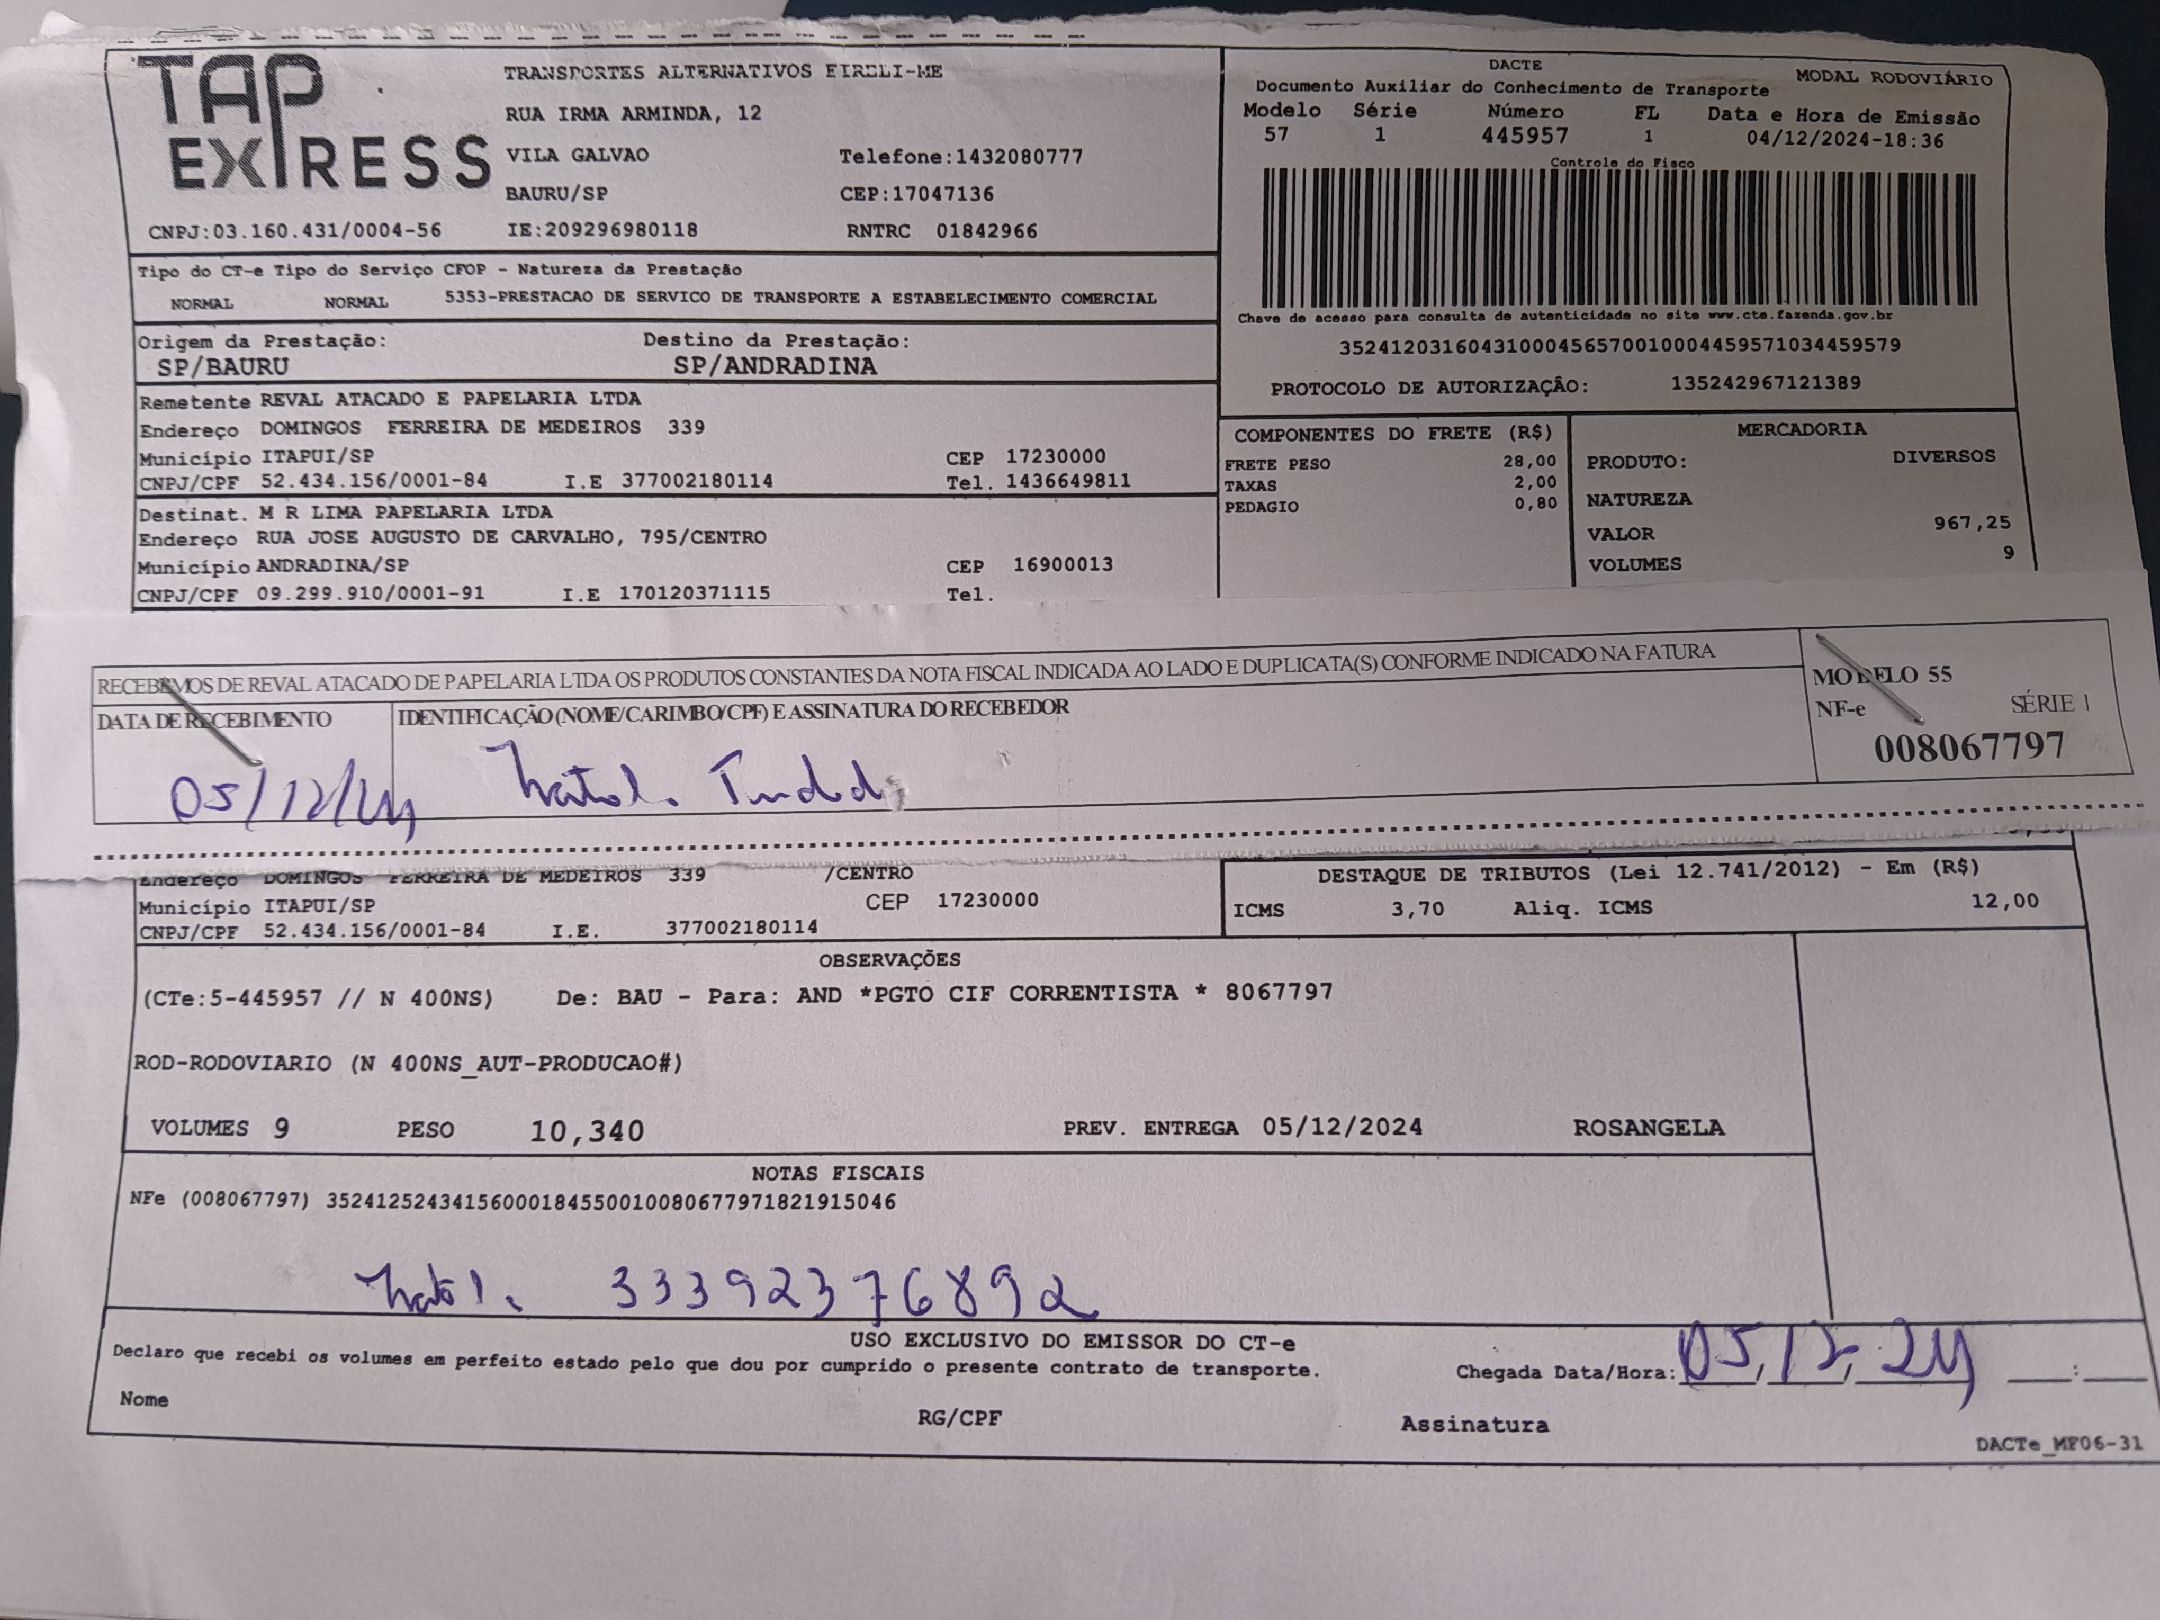 TAP EXPRESS
TRANSPORTES ALTERNATIVOS EIRELI-ME
RUA IRMA ARMINDA, 12
VILA GALVAO Telefone:1432080777
BAURU/SP CEP:17047136
CNPJ:03.160.431/0004-56 IE:209296980118 RNTRC 01842966
DACTE
Documento Auxiliar do Conhecimento de Transporte MODAL RODOVIÁRIO
Modelo Série Número FL Data e Hora de Emissão
57 1 445957 1 04/12/2024-18:36
Controle do Fisco
Chave de acesso para consulta de autenticidade no site www.cte.fazenda.gov.br
35241203160431000456570010004459571034459579
PROTOCOLO DE AUTORIZAÇÃO: 135242967121389
Tipo do CT-e Tipo do Serviço CFOP - Natureza da Prestação
NORMAL NORMAL 5353-PRESTACAO DE SERVICO DE TRANSPORTE A ESTABELECIMENTO COMERCIAL
Origem da Prestação: Destino da Prestação:
SP/BAURU SP/ANDRADINA
Remetente REVAL ATACADO E PAPELARIA LTDA
Endereço DOMINGOS FERREIRA DE MEDEIROS 339
Município ITAPUI/SP CEP 17230000
CNPJ/CPF 52.434.156/0001-84 I.E 377002180114 Tel. 1436649811
Destinat. M R LIMA PAPELARIA LTDA
Endereço RUA JOSE AUGUSTO DE CARVALHO, 795/CENTRO
Município ANDRADINA/SP CEP 16900013
CNPJ/CPF 09.299.910/0001-91 I.E 170120371115 Tel.
COMPONENTES DO FRETE (R$)
FRETE PESO 28,00
TAXAS 2,00
PEDAGIO 0,80
MERCADORIA
PRODUTO: DIVERSOS
NATUREZA
VALOR 967,25
VOLUMES 9
RECEBEMOS DE REVAL ATACADO DE PAPELARIA LTDA OS PRODUTOS CONSTANTES DA NOTA FISCAL INDICADA AO LADO E DUPLICATA(S) CONFORME INDICADO NA FATURA
DATA DE RECEBIMENTO IDENTIFICAÇÃO (NOME/CARIMBO/CPF) E ASSINATURA DO RECEBEDOR
05/12/24
MODELO 55
NF-e SÉRIE 1
008067797
Endereço DOMINGOS FERREIRA DE MEDEIROS 339 /CENTRO
Município ITAPUI/SP CEP 17230000
CNPJ/CPF 52.434.156/0001-84 I.E. 377002180114
DESTAQUE DE TRIBUTOS (Lei 12.741/2012) - Em (R$)
ICMS 3,70 Aliq. ICMS 12,00
OBSERVAÇÕES
(CTe:5-445957 // N 400NS) De: BAU - Para: AND *PGTO CIF CORRENTISTA * 8067797
ROD-RODOVIARIO (N 400NS_AUT-PRODUCAO#)
VOLUMES 9 PESO 10,340 PREV. ENTREGA 05/12/2024 ROSANGELA
NOTAS FISCAIS
NFe (008067797) 35241252434156000184550010080677971821915046
33392376892
USO EXCLUSIVO DO EMISSOR DO CT-e
Declaro que recebi os volumes em perfeito estado pelo que dou por cumprido o presente contrato de transporte.
Chegada Data/Hora: 05/12/24 __:__
Nome RG/CPF Assinatura
DACTe_MF06-31